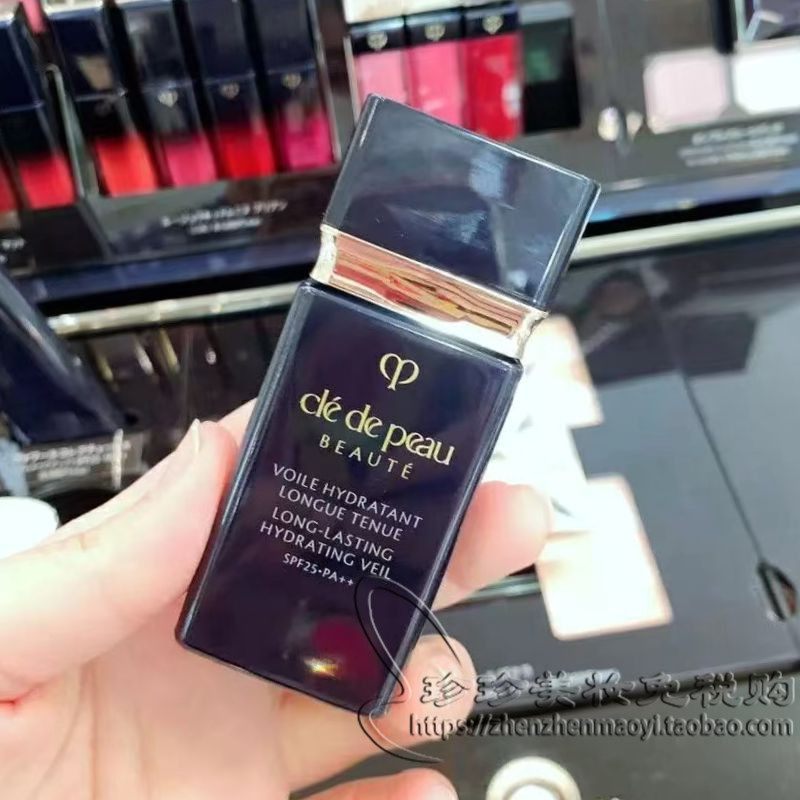 clé de peau
BEAUTÉ
VOILE HYDRATANT
LONGUE TENUE
LONG-LASTING
HYDRATING VEIL
SPF25·PA++
珍珍美妆免税购
https://zhenzhenmaoyi.taobao.com